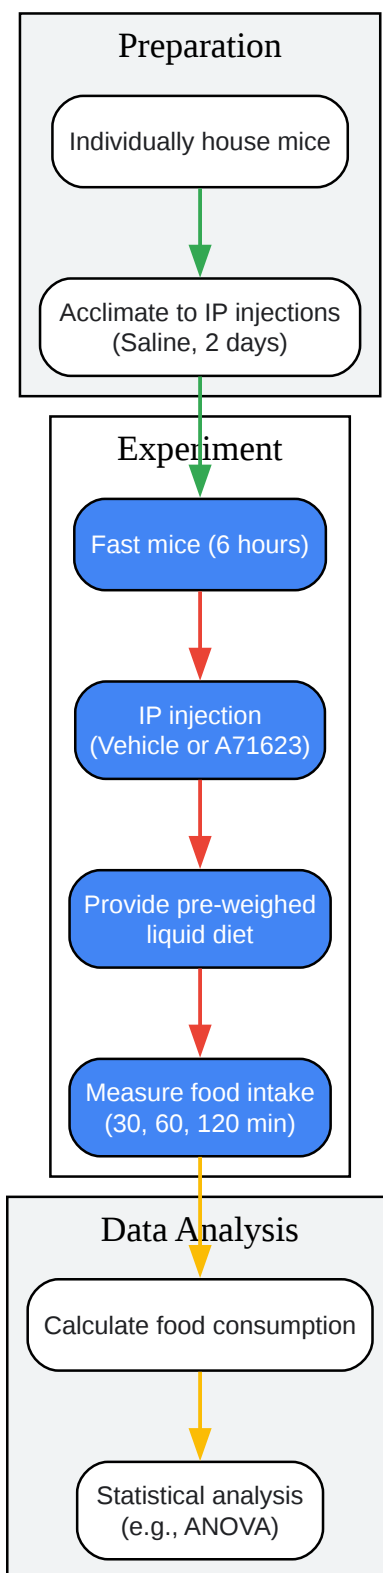 Preparation
Individually house mice
Acclimate to IP injections
(Saline, 2 days)
Experiment
Fast mice (6 hours)
IP injection
(Vehicle or A71623)
Provide pre-weighed
liquid diet
Measure food intake
(30, 60, 120 min)
Data Analysis
Calculate food consumption
Statistical analysis
(e.g., ANOVA)